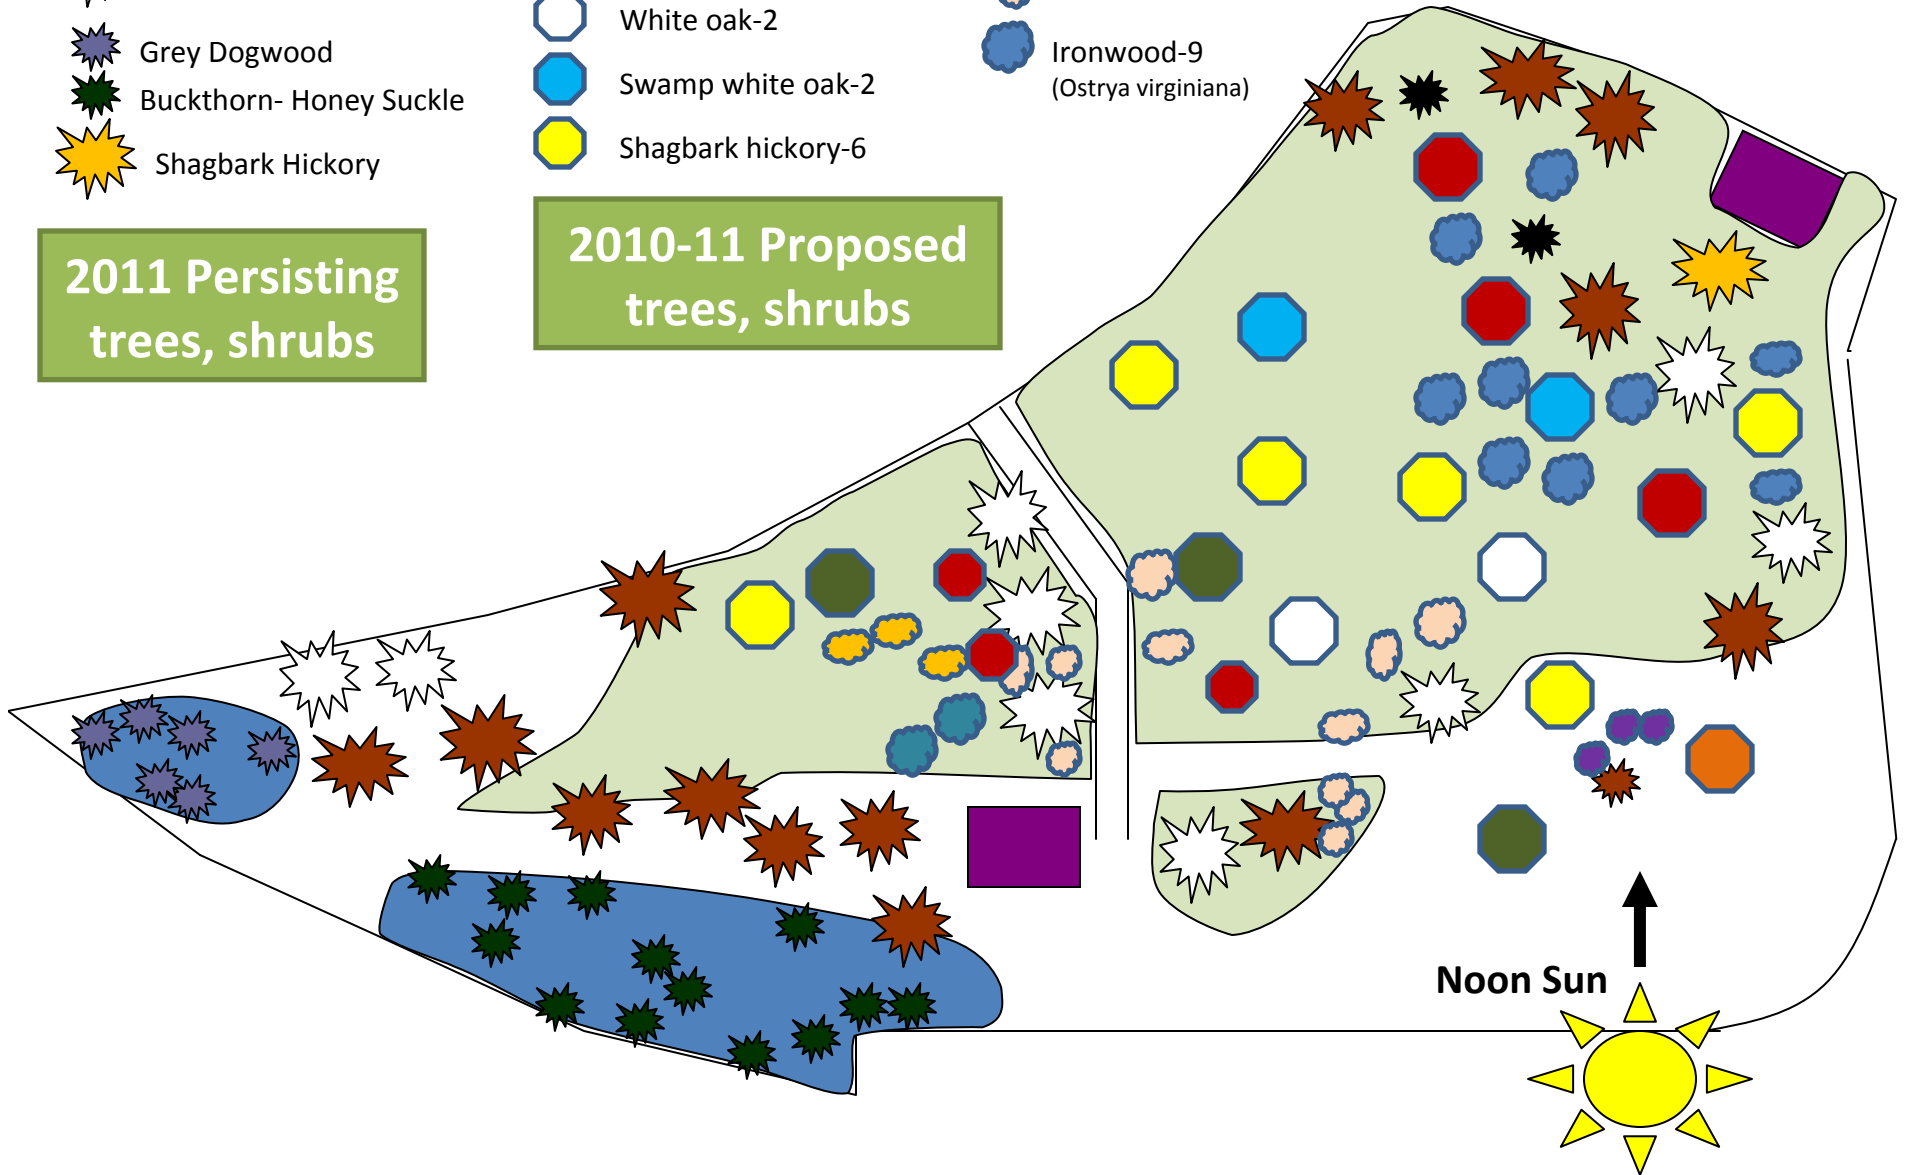 Grey Dogwood
Buckthorn- Honey Suckle
Shagbark Hickory
2011 Persisting
trees, shrubs
White oak-2
Swamp white oak-2
Shagbark hickory-6
2010-11 Proposed
trees, shrubs
Ironwood-9
(Ostrya virginiana)
Noon Sun